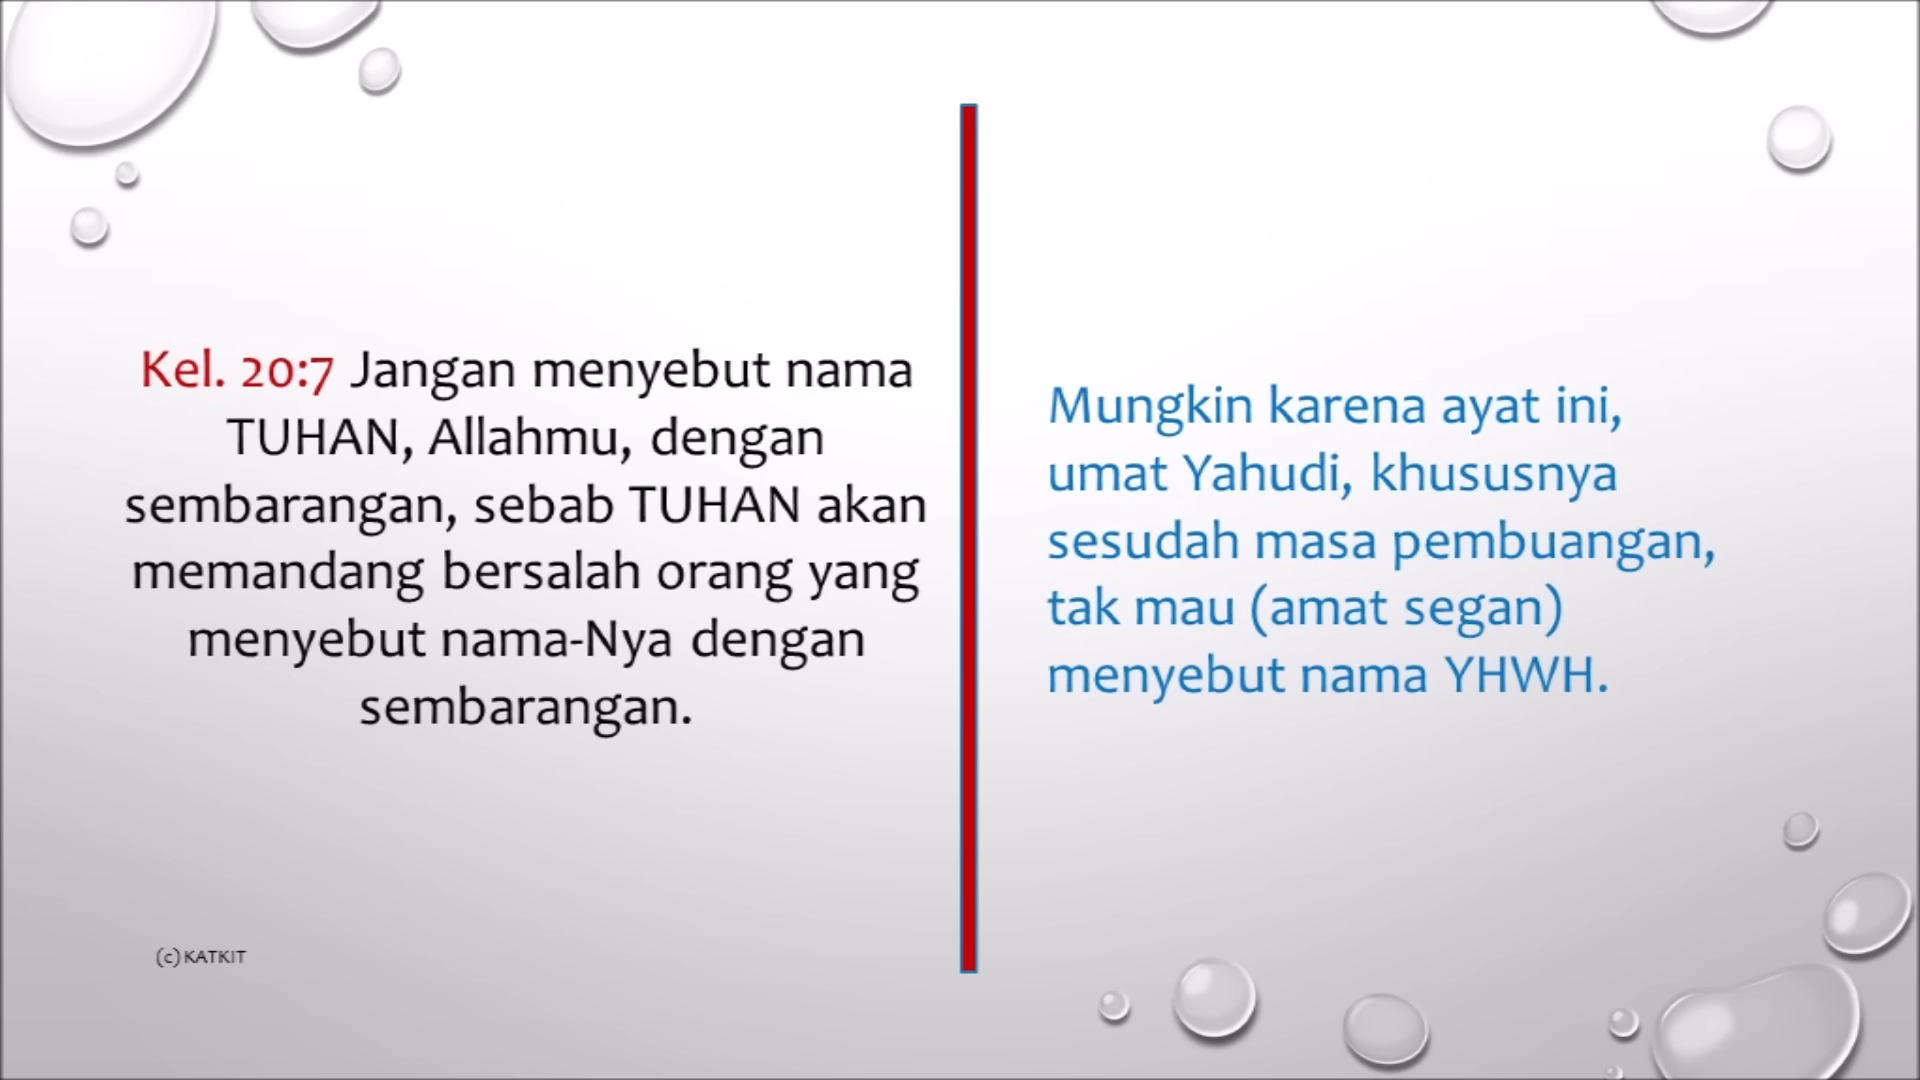 Kel. 20:7 Jangan menyebut nama
TUHAN, Allahmu, dengan
sembarangan, sebab TUHAN akan
memandang bersalah orang yang
menyebut nama-Nya dengan
sembarangan.
Mungkin karena ayat ini,
umat Yahudi, khususnya
sesudah masa pembuangan,
tak mau (amat segan)
menyebut nama YHWH.
(c) KATKIT